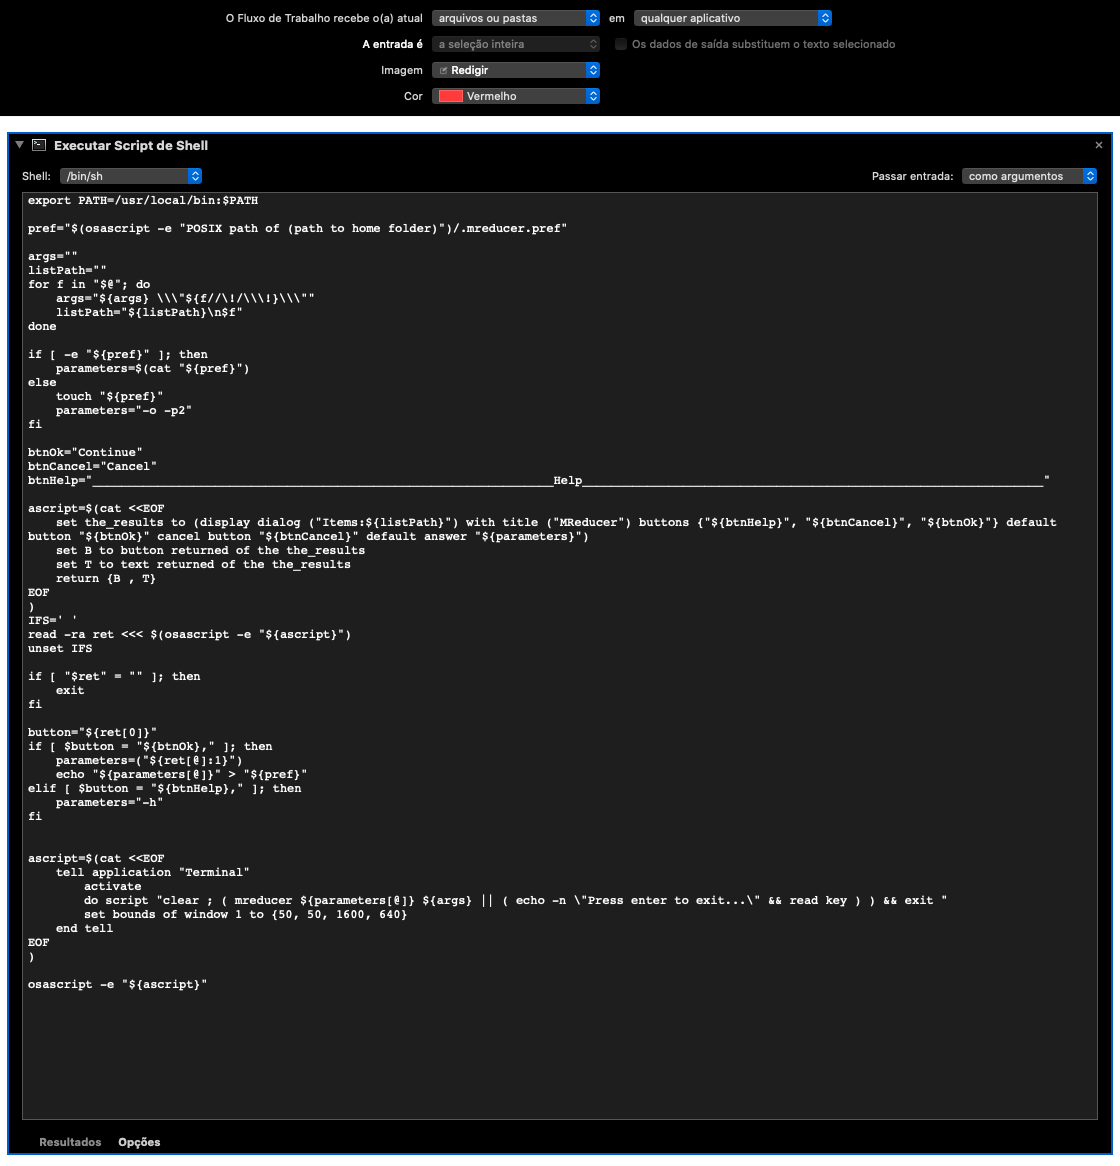 O Fluxo de Trabalho recebe o(a) atual arquivos ou pastas em qualquer aplicativo
A entrada é a seleção inteira Os dados de saída substituem o texto selecionado
Imagem Redigir
Cor Vermelho
Executar Script de Shell
Shell: /bin/sh Passar entrada: como argumentos
export PATH=/usr/local/bin:$PATH
pref="$(osascript -e "POSIX path of (path to home folder)")/.mreducer.pref"
args=""
listPath=""
for f in "$@"; do
    args="${args} \\\"${f//\!/\\\!}\\\""
    listPath="${listPath}\n$f"
done
if [ -e "${pref}" ]; then
    parameters=$(cat "${pref}")
else
    touch "${pref}"
    parameters="-o -p2"
fi
btnOk="Continue"
btnCancel="Cancel"
btnHelp="________________________________________________________________Help________________________________________________________________"
ascript=$(cat <<EOF
    set the_results to (display dialog ("Items:${listPath}") with title ("MReducer") buttons {"${btnHelp}", "${btnCancel}", "${btnOk}"} default
button "${btnOk}" cancel button "${btnCancel}" default answer "${parameters}")
    set B to button returned of the the_results
    set T to text returned of the the_results
    return {B , T}
EOF
)
IFS=' '
read -ra ret <<< $(osascript -e "${ascript}")
unset IFS
if [ "$ret" = "" ]; then
    exit
fi
button="${ret[0]}"
if [ $button = "${btnOk}," ]; then
    parameters=("${ret[@]:1}")
    echo "${parameters[@]}" > "${pref}"
elif [ $button = "${btnHelp}," ]; then
    parameters="-h"
fi
ascript=$(cat <<EOF
    tell application "Terminal"
        activate
        do script "clear ; ( mreducer ${parameters[@]} ${args} || ( echo -n \"Press enter to exit...\" && read key ) ) && exit "
        set bounds of window 1 to {50, 50, 1600, 640}
    end tell
EOF
)
osascript -e "${ascript}"
Resultados Opções